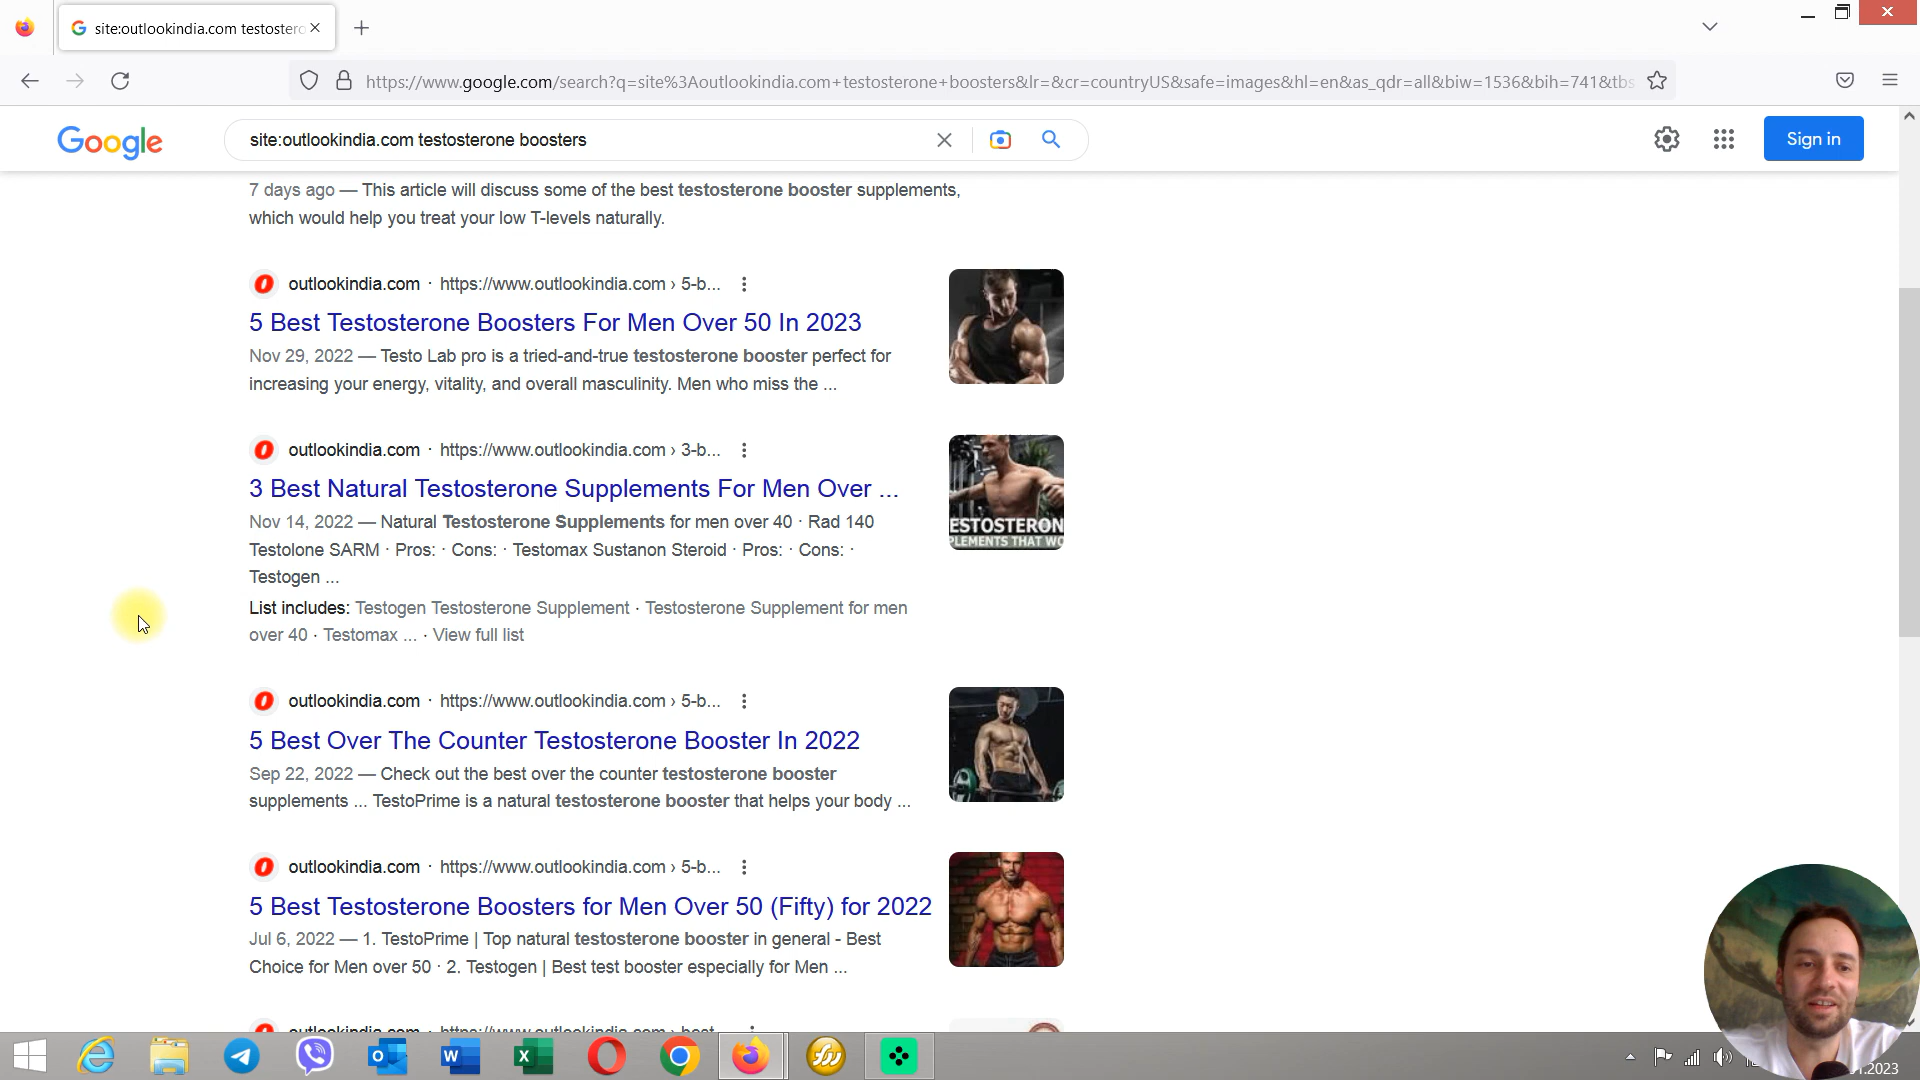 site:outlookindia.com testostero
https://www.google.com/search?q=site%3Aoutlookindia.com+testosterone+boosters&lr=&cr=countryUS&safe=images&hl=en&as_qdr=all&biw=1536&bih=741&tbs
Google
site:outlookindia.com testosterone boosters
Sign in
7 days ago — This article will discuss some of the best testosterone booster supplements,
which would help you treat your low T-levels naturally.
outlookindia.com · https://www.outlookindia.com › 5-b...
5 Best Testosterone Boosters For Men Over 50 In 2023
Nov 29, 2022 — Testo Lab pro is a tried-and-true testosterone booster perfect for
increasing your energy, vitality, and overall masculinity. Men who miss the ...
outlookindia.com · https://www.outlookindia.com › 3-b...
3 Best Natural Testosterone Supplements For Men Over ...
Nov 14, 2022 — Natural Testosterone Supplements for men over 40 · Rad 140
Testolone SARM · Pros: · Cons: · Testomax Sustanon Steroid · Pros: · Cons: ·
Testogen ...
ESTOSTERON
PLEMENTS THAT WO
List includes: Testogen Testosterone Supplement · Testosterone Supplement for men
over 40 · Testomax ... · View full list
outlookindia.com · https://www.outlookindia.com › 5-b...
5 Best Over The Counter Testosterone Booster In 2022
Sep 22, 2022 — Check out the best over the counter testosterone booster
supplements ... TestoPrime is a natural testosterone booster that helps your body ...
outlookindia.com · https://www.outlookindia.com › 5-b...
5 Best Testosterone Boosters for Men Over 50 (Fifty) for 2022
Jul 6, 2022 — 1. TestoPrime | Top natural testosterone booster in general - Best
Choice for Men over 50 · 2. Testogen | Best test booster especially for Men ...
outlookindia.com · https://www.outlookindia.com › best
.2023